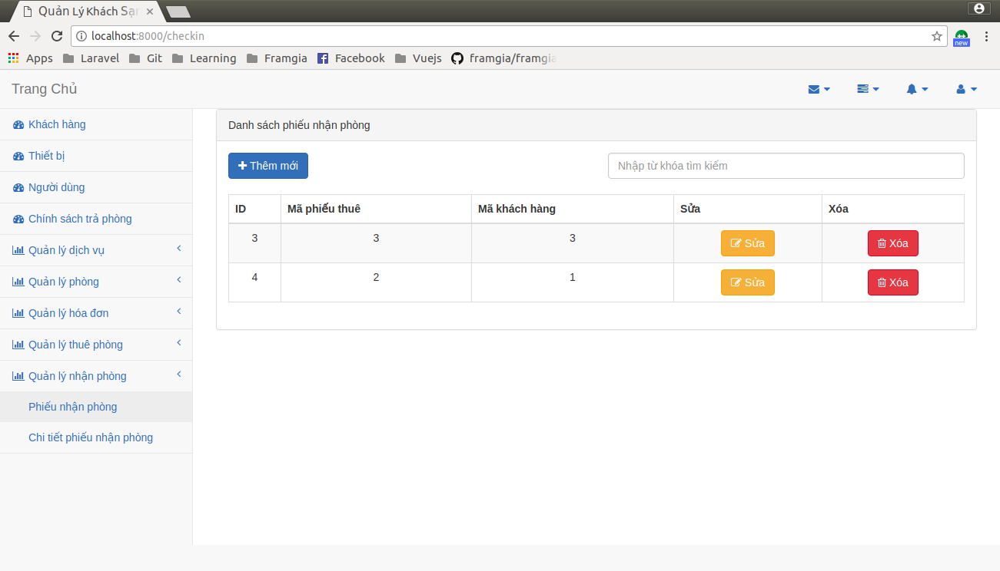 Quản Lý Khách Sạn
localhost:8000/checkin
new
Apps Laravel Git Learning Framgia Facebook Vuejs framgia/framgia
Trang Chủ
Khách hàng
Thiết bị
Người dùng
Chính sách trả phòng
Quản lý dịch vụ
Quản lý phòng
Quản lý hóa đơn
Quản lý thuê phòng
Quản lý nhận phòng
Phiếu nhận phòng
Chi tiết phiếu nhận phòng
Danh sách phiếu nhận phòng
Thêm mới Nhập từ khóa tìm kiếm
ID Mã phiếu thuê Mã khách hàng Sửa Xóa
3 3 3 Sửa Xóa
4 2 1 Sửa Xóa